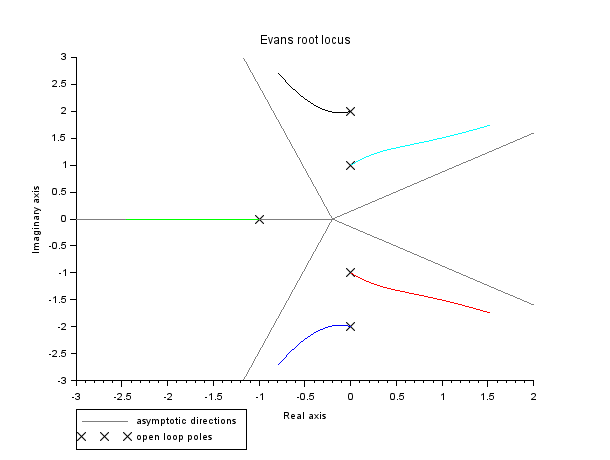 Evans root locus
3
2.5
2
1.5
1
0.5
0
-0.5
-1
-1.5
-2
-2.5
-3
Imaginary axis
-3 -2.5 -2 -1.5 -1 -0.5 0 0.5 1 1.5 2
Real axis
asymptotic directions
open loop poles